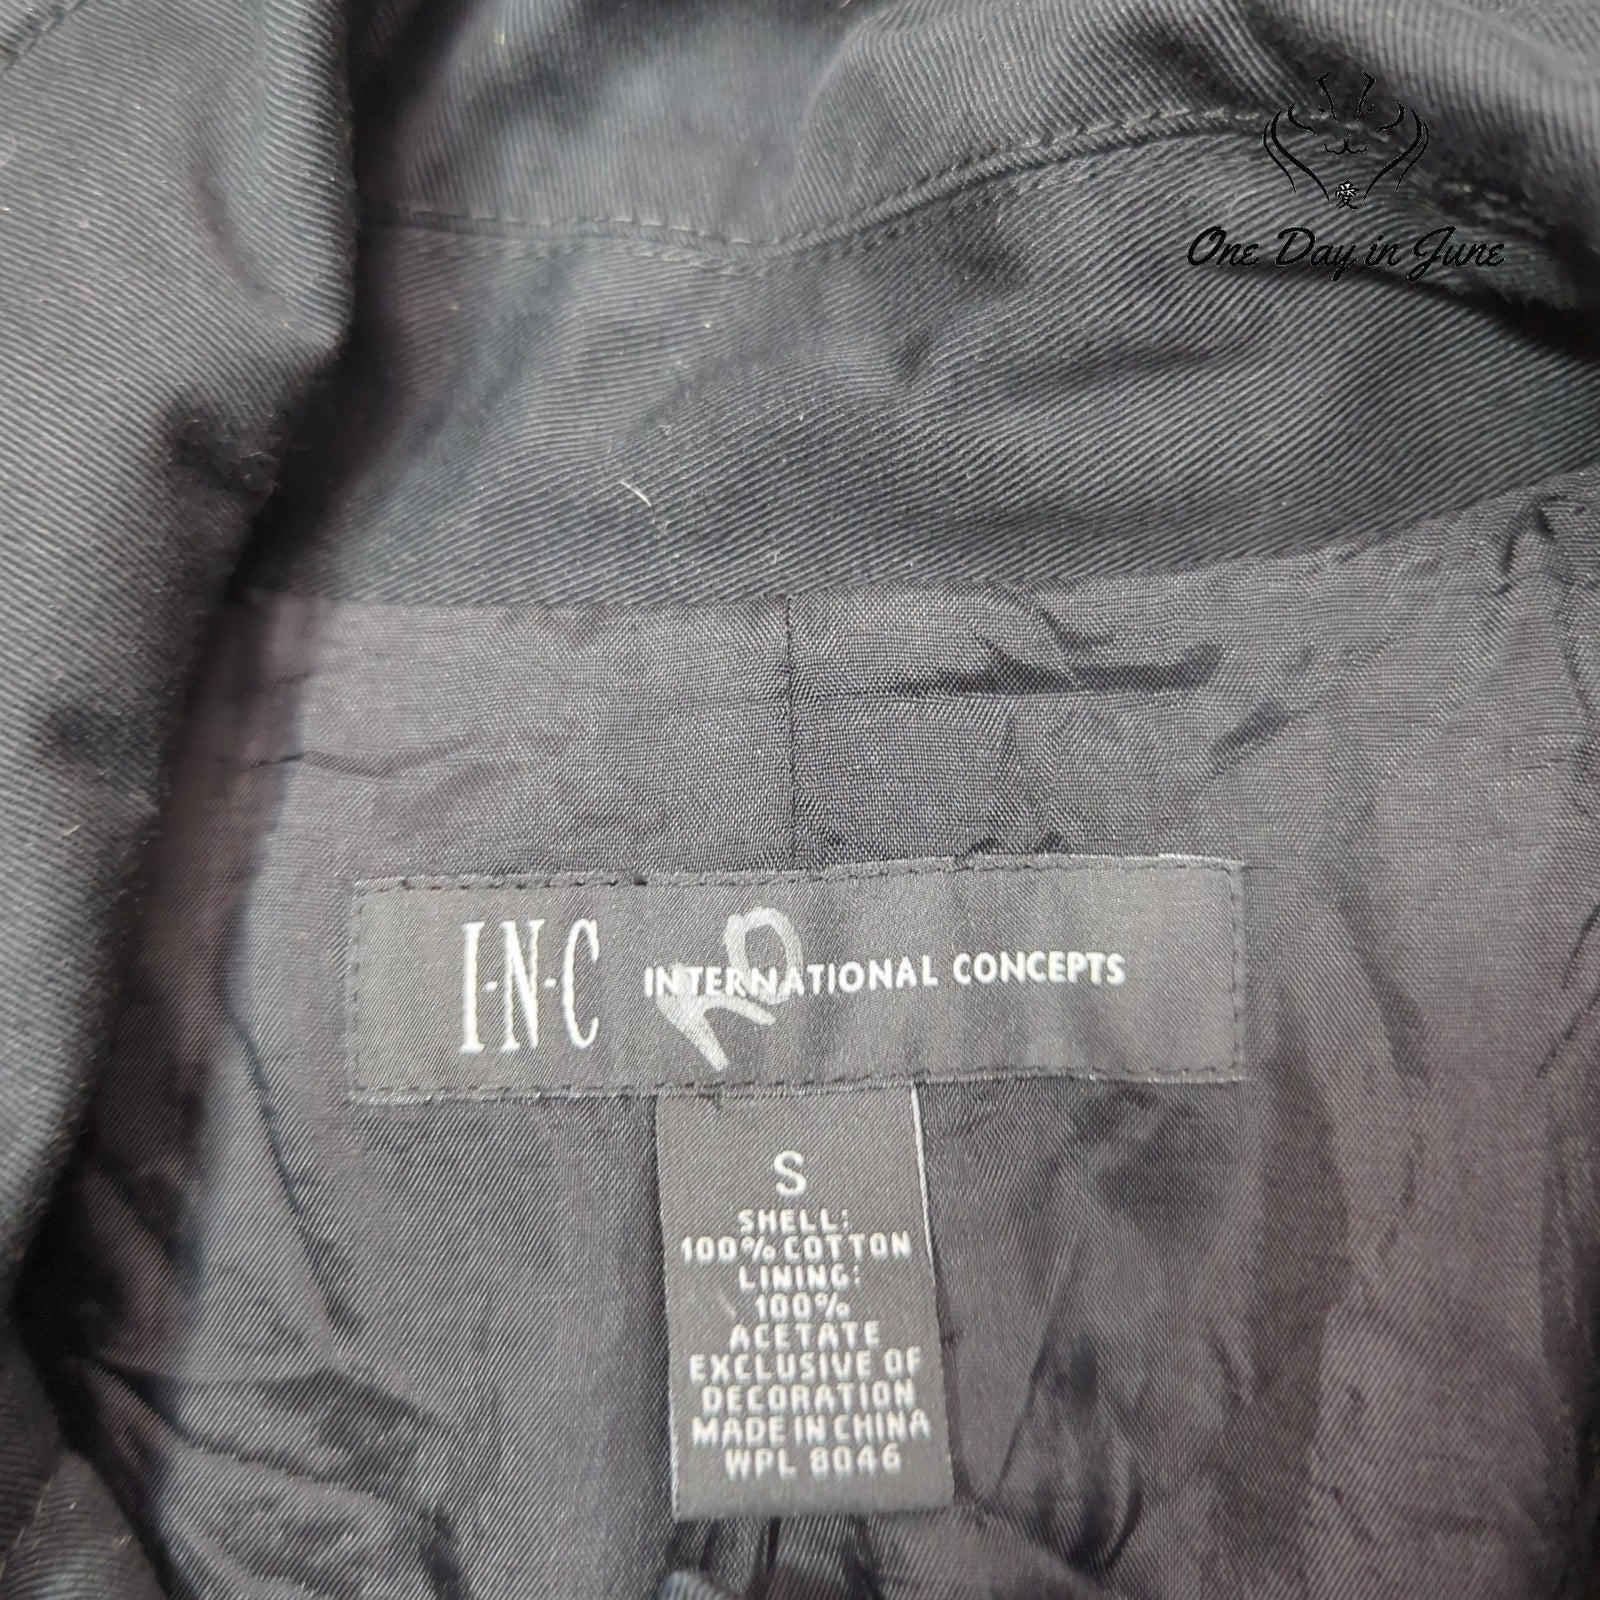 愛
One Day in June
I·N·C INTERNATIONAL CONCEPTS
S
SHELL:
100% COTTON
LINING:
100%
ACETATE
EXCLUSIVE OF
DECORATION
MADE IN CHINA
WPL 8046